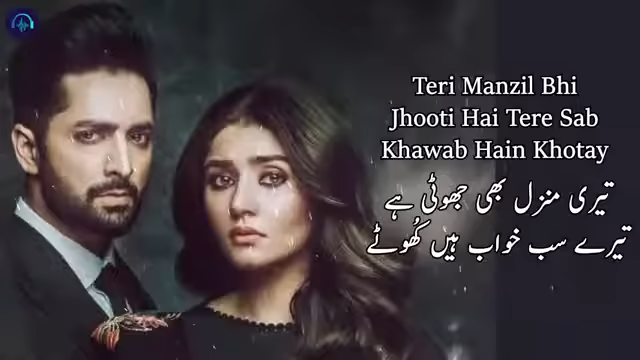 Teri Manzil Bhi
Jhooti Hai Tere Sab
Khawab Hain Khotay
تیری منزل بھی جھوٹی ہے
تیرے سب خواب ہیں کُھوٹے